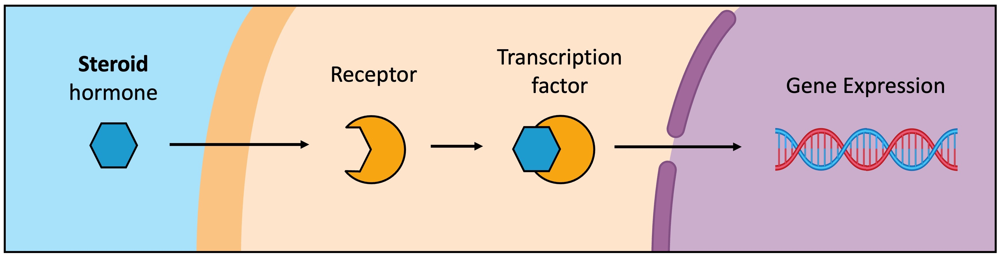 Steroid
hormone
Receptor
Transcription
factor
Gene Expression